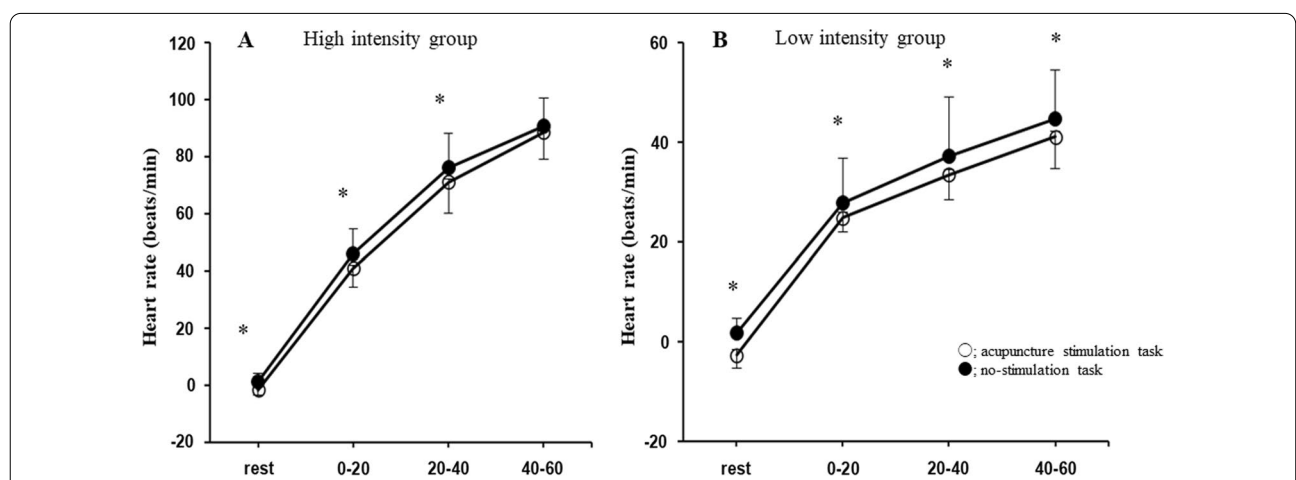 A High intensity group
Heart rate (beats/min)
120
100
80
60
40
20
0
-20
*
*
*
rest 0-20 20-40 40-60
B Low intensity group
Heart rate (beats/min)
60
40
20
0
-20
*
*
*
*
; acupuncture stimulation task
; no-stimulation task
rest 0-20 20-40 40-60